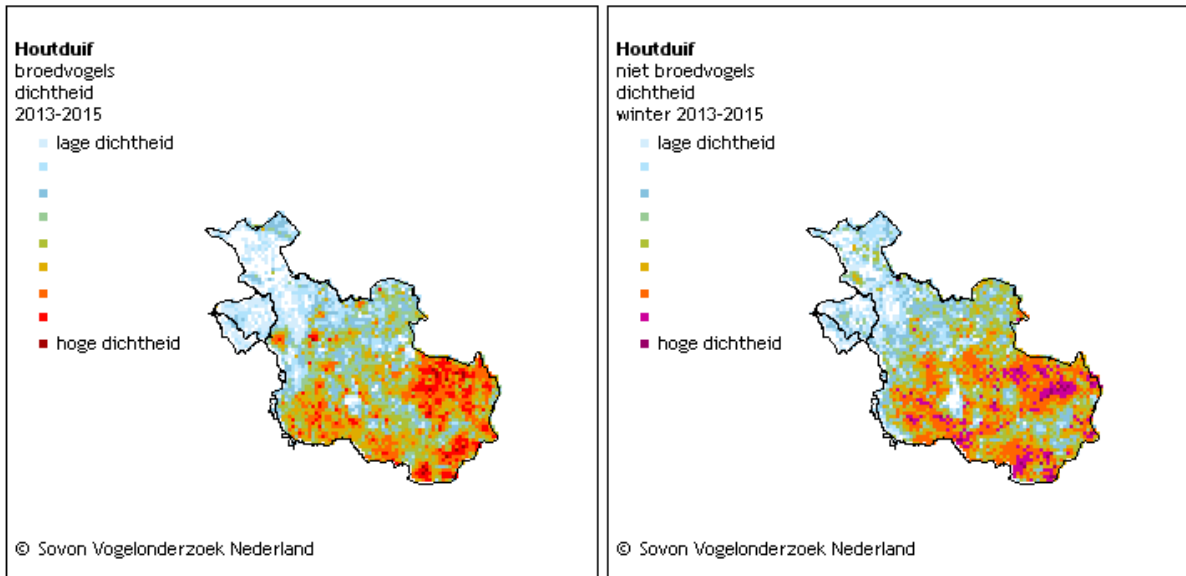 Houtduif
broedvogels
dichtheid
2013-2015
lage dichtheid
hoge dichtheid
© Sovon Vogelonderzoek Nederland
Houtduif
niet broedvogels
dichtheid
winter 2013-2015
lage dichtheid
hoge dichtheid
© Sovon Vogelonderzoek Nederland